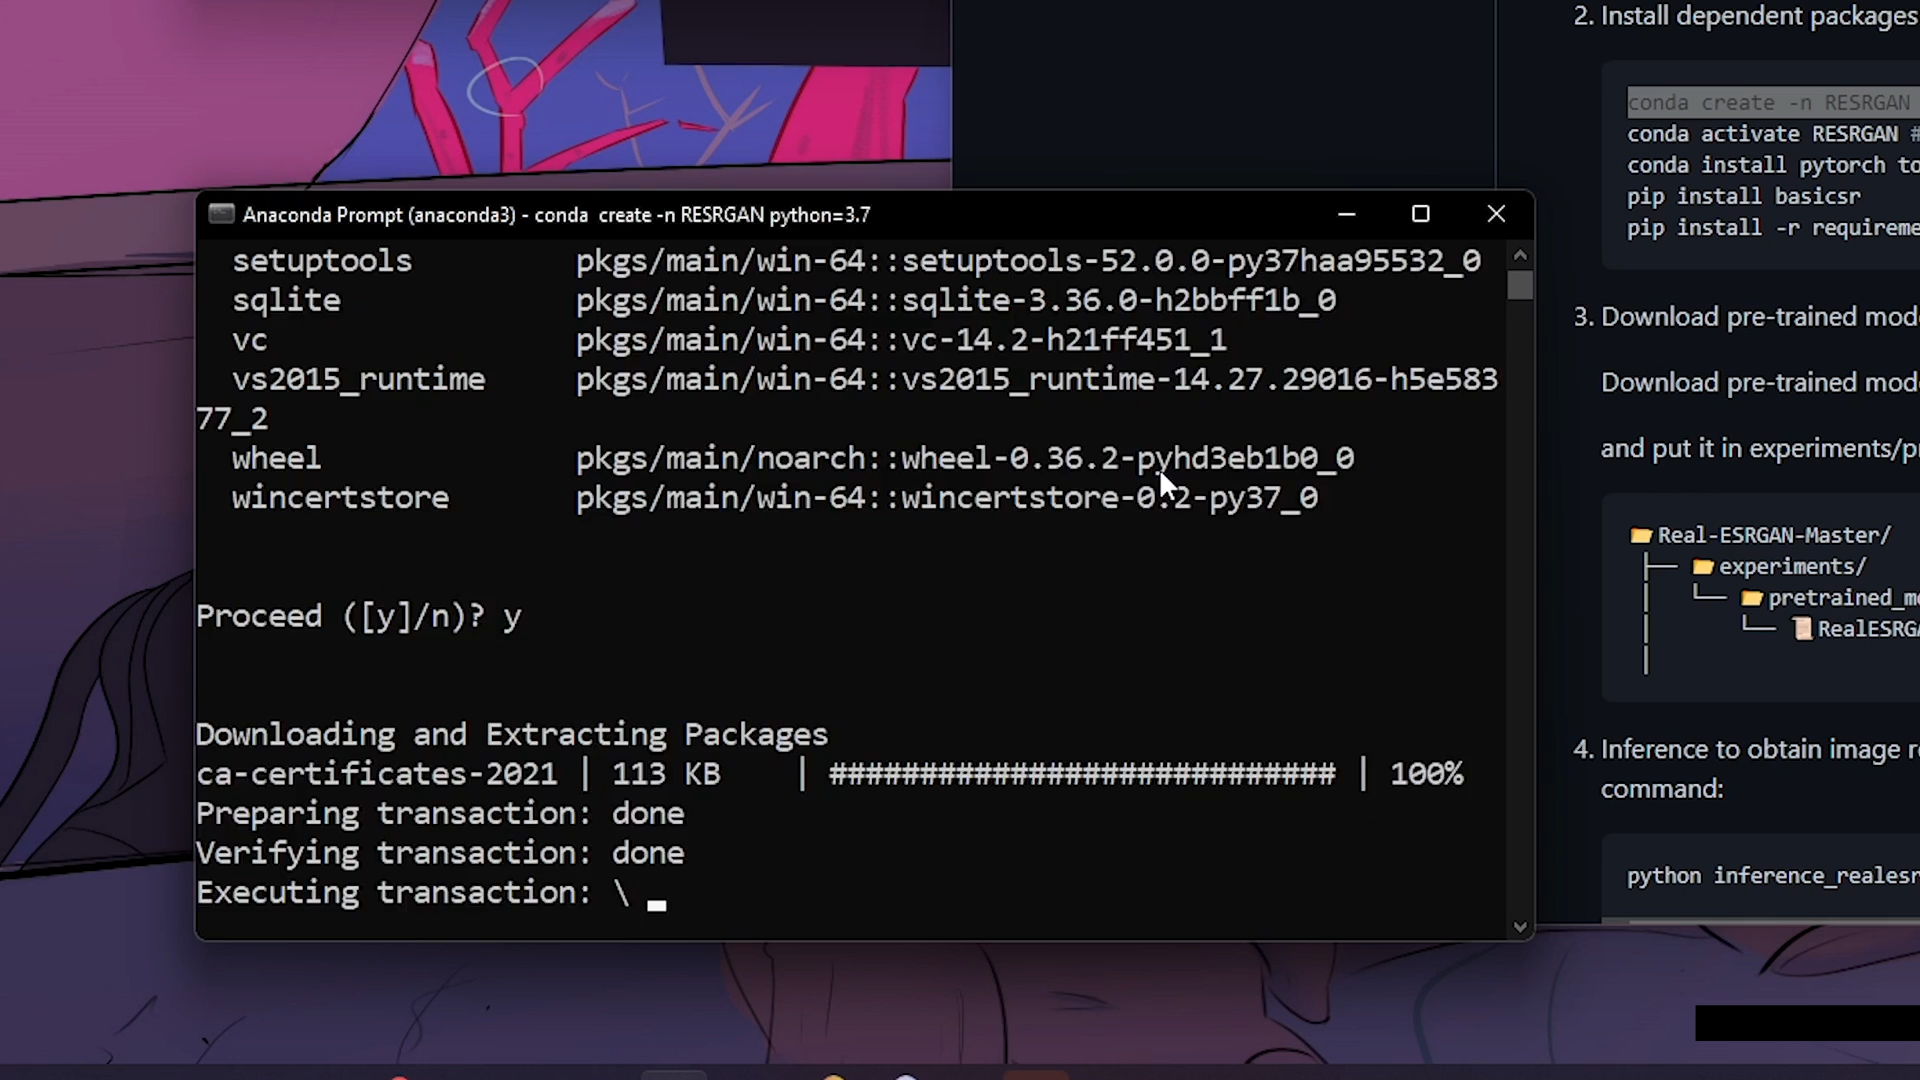 Anaconda Prompt (anaconda3) - conda  create -n RESRGAN python=3.7
setuptools pkgs/main/win-64::setuptools-52.0.0-py37haa95532_0
sqlite pkgs/main/win-64::sqlite-3.36.0-h2bbff1b_0
vc pkgs/main/win-64::vc-14.2-h21ff451_1
vs2015_runtime pkgs/main/win-64::vs2015_runtime-14.27.29016-h5e583
77_2
wheel pkgs/main/noarch::wheel-0.36.2-pyhd3eb1b0_0
wincertstore pkgs/main/win-64::wincertstore-0.2-py37_0
Proceed ([y]/n)? y
Downloading and Extracting Packages
ca-certificates-2021 | 113 KB | ############################ | 100%
Preparing transaction: done
Verifying transaction: done
Executing transaction: \
2. Install dependent packages
conda create -n RESRGAN
conda activate RESRGAN #
conda install pytorch to
pip install basicsr
pip install -r requireme
3. Download pre-trained mode
Download pre-trained mode
and put it in experiments/pr
Real-ESRGAN-Master/
├── experiments/
└── pretrained_mo
└── RealESRGA
4. Inference to obtain image re
command:
python inference_realesr